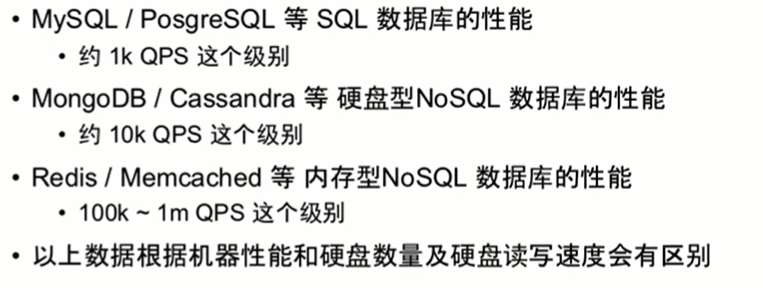 • MySQL / PosgreSQL 等 SQL 数据库的性能
• 约 1k QPS 这个级别
• MongoDB / Cassandra 等 硬盘型NoSQL 数据库的性能
• 约 10k QPS 这个级别
• Redis / Memcached 等 内存型NoSQL 数据库的性能
• 100k ~ 1m QPS 这个级别
• 以上数据根据机器性能和硬盘数量及硬盘读写速度会有区别